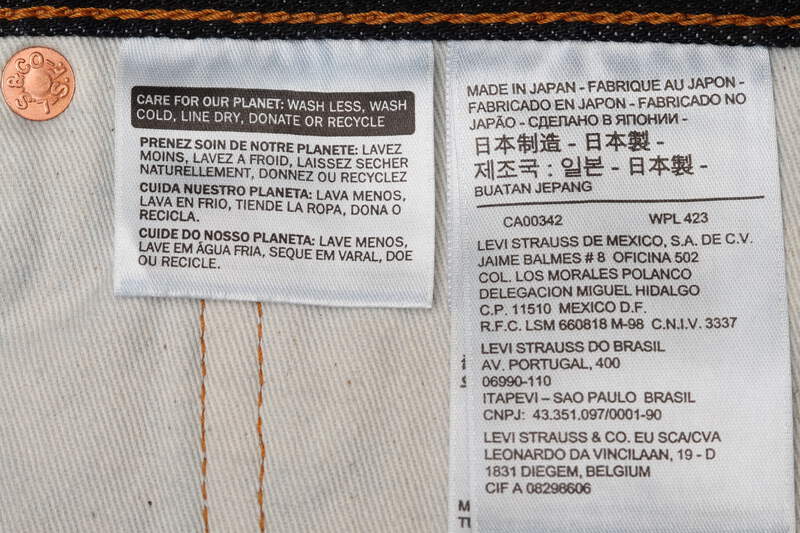 CARE FOR OUR PLANET: WASH LESS, WASH
COLD, LINE DRY, DONATE OR RECYCLE
PRENEZ SOIN DE NOTRE PLANETE: LAVEZ
MOINS, LAVEZ A FROID, LAISSEZ SECHER
NATURELLEMENT, DONNEZ OU RECYCLEZ
CUIDA NUESTRO PLANETA: LAVA MENOS,
LAVA EN FRIO, TIENDE LA ROPA, DONA O
RECICLA.
CUIDE DO NOSSO PLANETA: LAVE MENOS,
LAVE EM ÁGUA FRIA, SEQUE EM VARAL, DOE
OU RECICLE.
MADE IN JAPAN - FABRIQUE AU JAPON -
FABRICADO EN JAPON - FABRICADO NO
JAPÃO - СДЕЛАНО В ЯПОНИИ -
日本制造 - 日本製 -
제조국 : 일본 - 日本製 -
BUATAN JEPANG
CA00342 WPL 423
LEVI STRAUSS DE MEXICO, S.A. DE C.V.
JAIME BALMES # 8 OFICINA 502
COL. LOS MORALES POLANCO
DELEGACION MIGUEL HIDALGO
C.P. 11510 MEXICO D.F.
R.F.C. LSM 660818 M-98 C.N.I.V. 3337
LEVI STRAUSS DO BRASIL
AV. PORTUGAL, 400
06990-110
ITAPEVI – SAO PAULO BRASIL
CNPJ: 43.351.097/0001-90
LEVI STRAUSS & CO. EU SCA/CVA
LEONARDO DA VINCILAAN, 19 - D
1831 DIEGEM, BELGIUM
CIF A 08298606